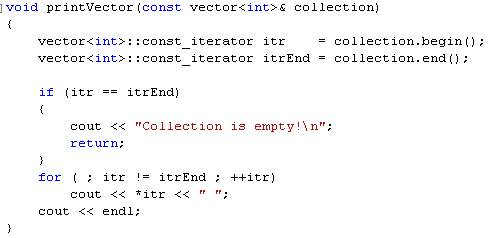 void printVector(const vector<int>& collection)
{
    vector<int>::const_iterator itr    = collection.begin();
    vector<int>::const_iterator itrEnd = collection.end();

    if (itr == itrEnd)
    {
        cout << "Collection is empty!\n";
        return;
    }
    for ( ; itr != itrEnd ; ++itr)
        cout << *itr << " ";
    cout << endl;
}